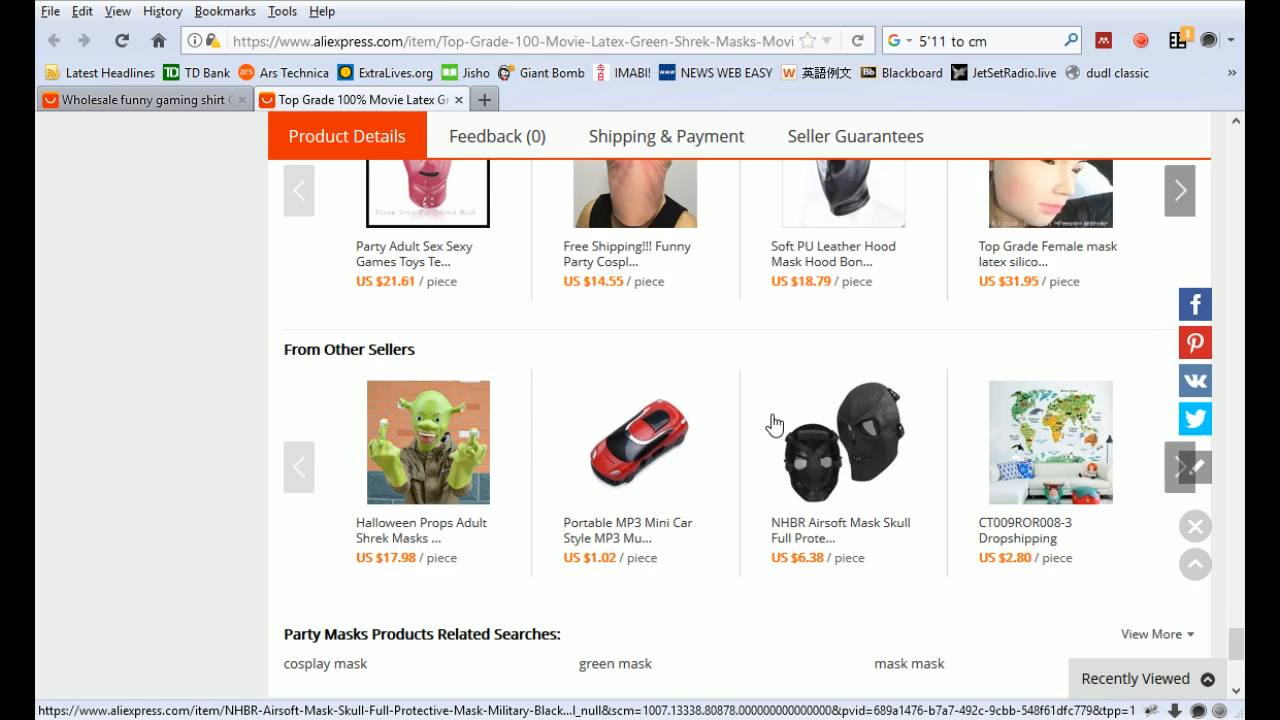 File Edit View History Bookmarks Tools Help
https://www.aliexpress.com/item/Top-Grade-100-Movie-Latex-Green-Shrek-Masks-Movi
5'11 to cm
Latest Headlines TD Bank Ars Technica ExtraLives.org Jisho Giant Bomb IMABI! NEWS WEB EASY 英語例文 Blackboard JetSetRadio.live dudl classic »
Wholesale funny gaming shirt
Top Grade 100% Movie Latex Gr
Product Details Feedback (0) Shipping & Payment Seller Guarantees
Party Adult Sex Sexy
Games Toys Te...
US $21.61 / piece
Free Shipping!!! Funny
Party Cospl...
US $14.55 / piece
Soft PU Leather Hood
Mask Hood Bon...
US $18.79 / piece
Top Grade Female mask
latex silico...
US $31.95 / piece
From Other Sellers
Halloween Props Adult
Shrek Masks ...
US $17.98 / piece
Portable MP3 Mini Car
Style MP3 Mu...
US $1.02 / piece
NHBR Airsoft Mask Skull
Full Prote...
US $6.38 / piece
CT009ROR008-3
Dropshipping
US $2.80 / piece
Party Masks Products Related Searches:
View More
cosplay mask green mask mask mask
Recently Viewed
https://www.aliexpress.com/item/NHBR-Airsoft-Mask-Skull-Full-Protective-Mask-Military-Black...l_null&scm=1007.13338.80878.000000000000000&pvid=689a1476-b7a7-492c-9cbb-548f61dfc779&tpp=1